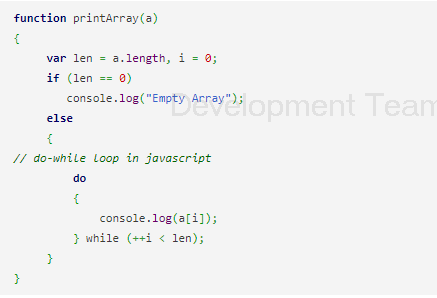 function printArray(a)
{
    var len = a.length, i = 0;
    if (len == 0)
       console.log("Empty Array");
    else
    {
// do-while loop in javascript
        do
        {
            console.log(a[i]);
        } while (++i < len);
    }
}
Development Team